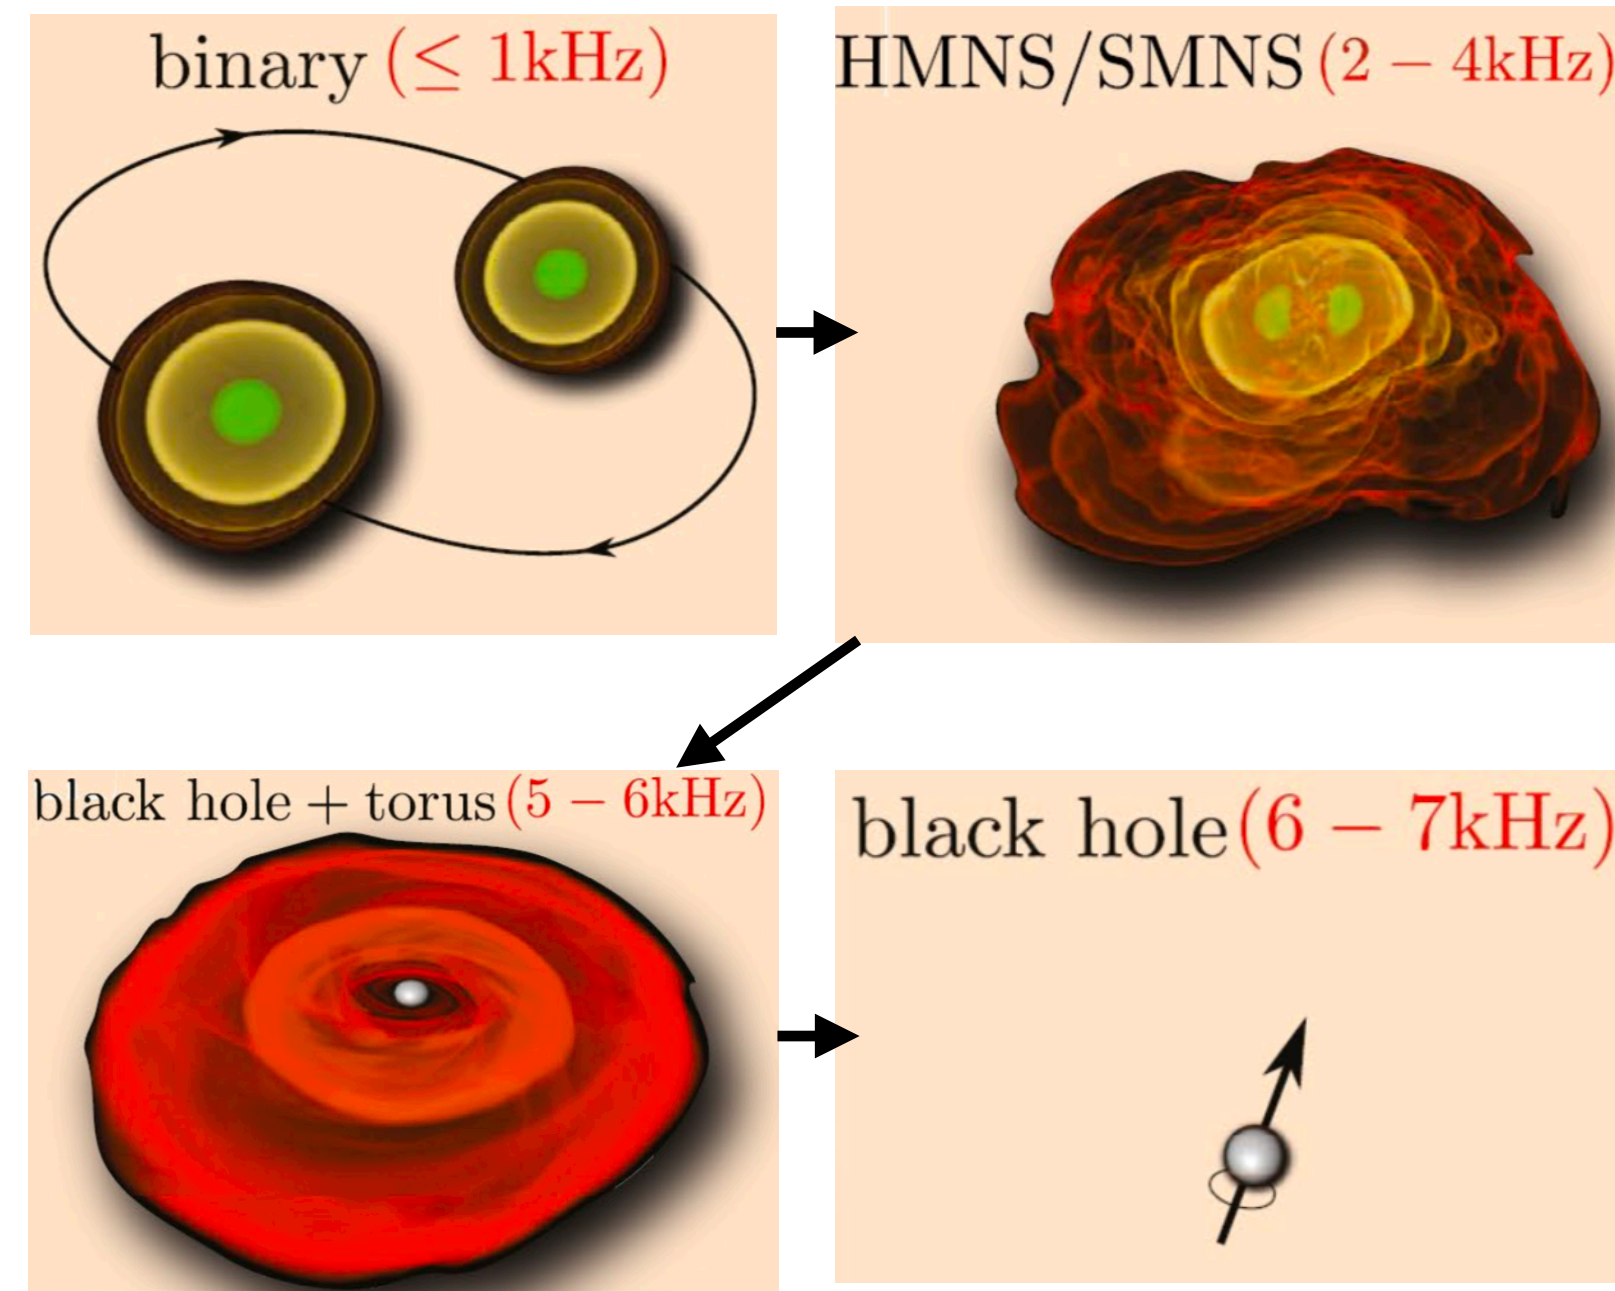 binary (≤ 1kHz)
HMNS/SMNS (2 − 4kHz)
black hole + torus (5 − 6kHz)
black hole (6 − 7kHz)